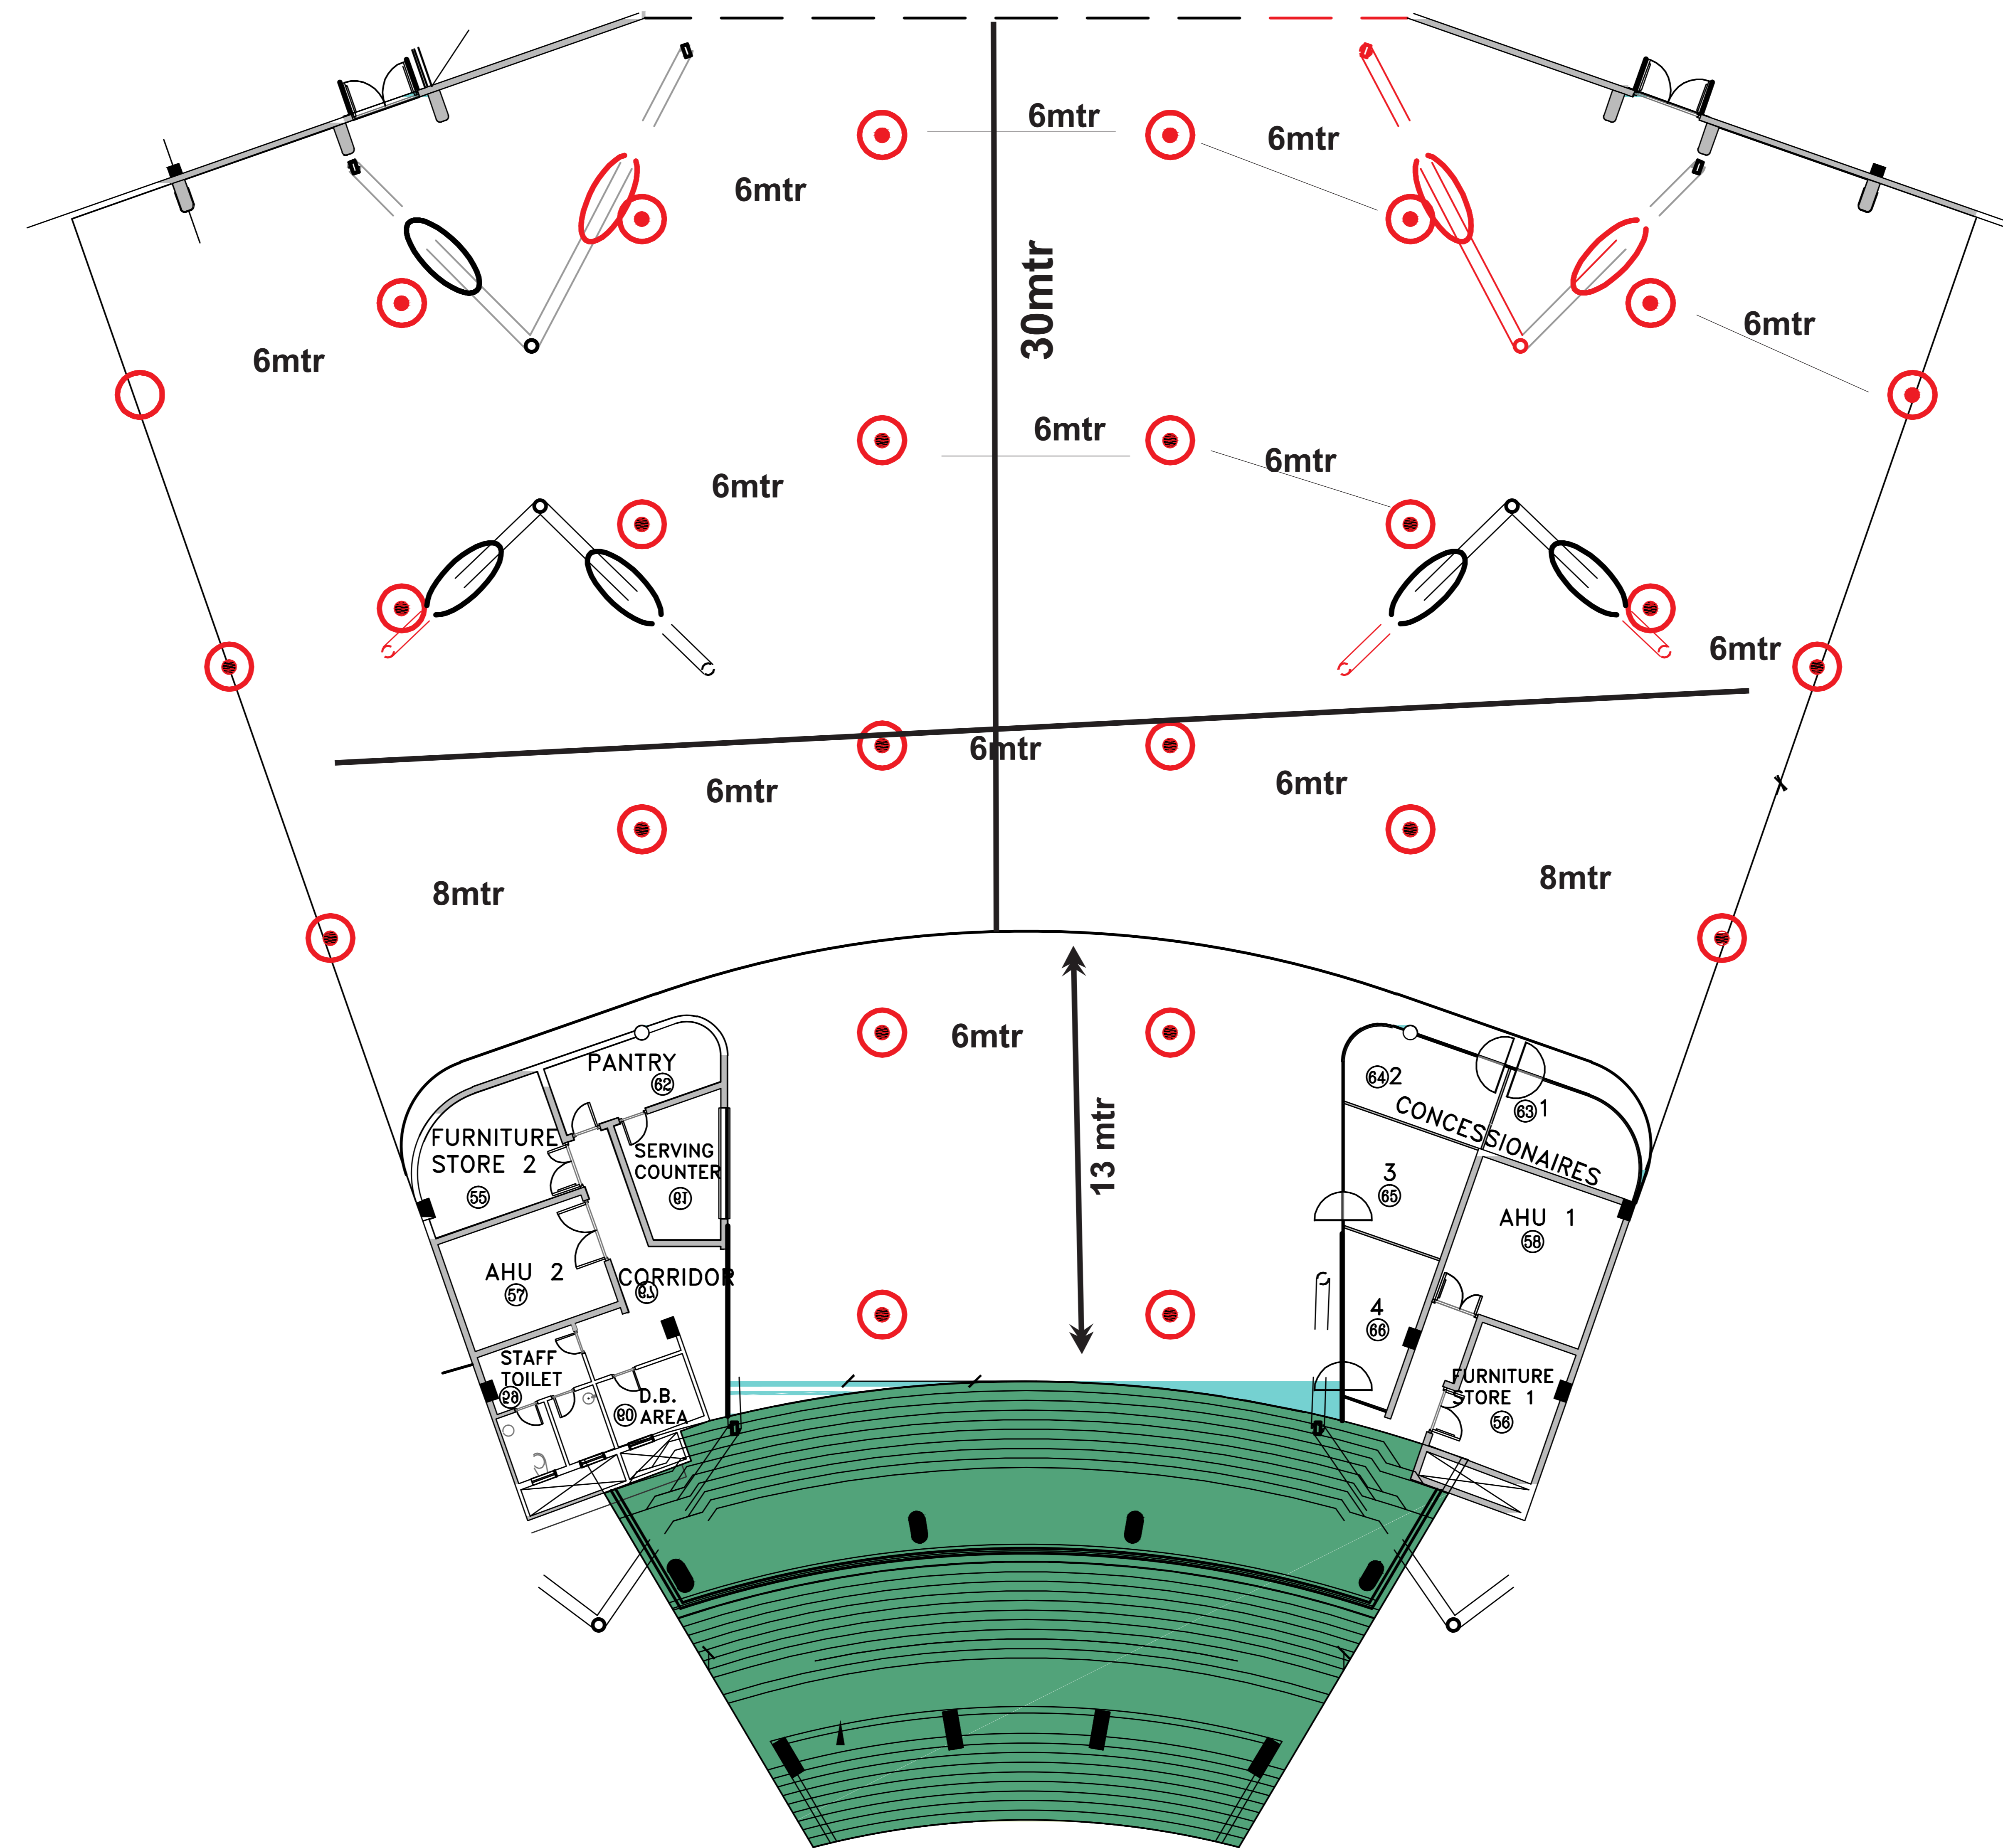 6mtr
6mtr
6mtr
30mtr
6mtr
6mtr
6mtr
6mtr
6mtr
6mtr
6mtr
6mtr
6mtr
8mtr
8mtr
6mtr
13 mtr
PANTRY
62
FURNITURE
STORE 2
55
SERVING
COUNTER
61
AHU 2
57
CORRIDOR
STAFF
TOILET
D.B.
AREA
60
2
64
1
63
CONCESSIONAIRES
3
65
AHU 1
58
4
66
FURNITURE
STORE 1
56